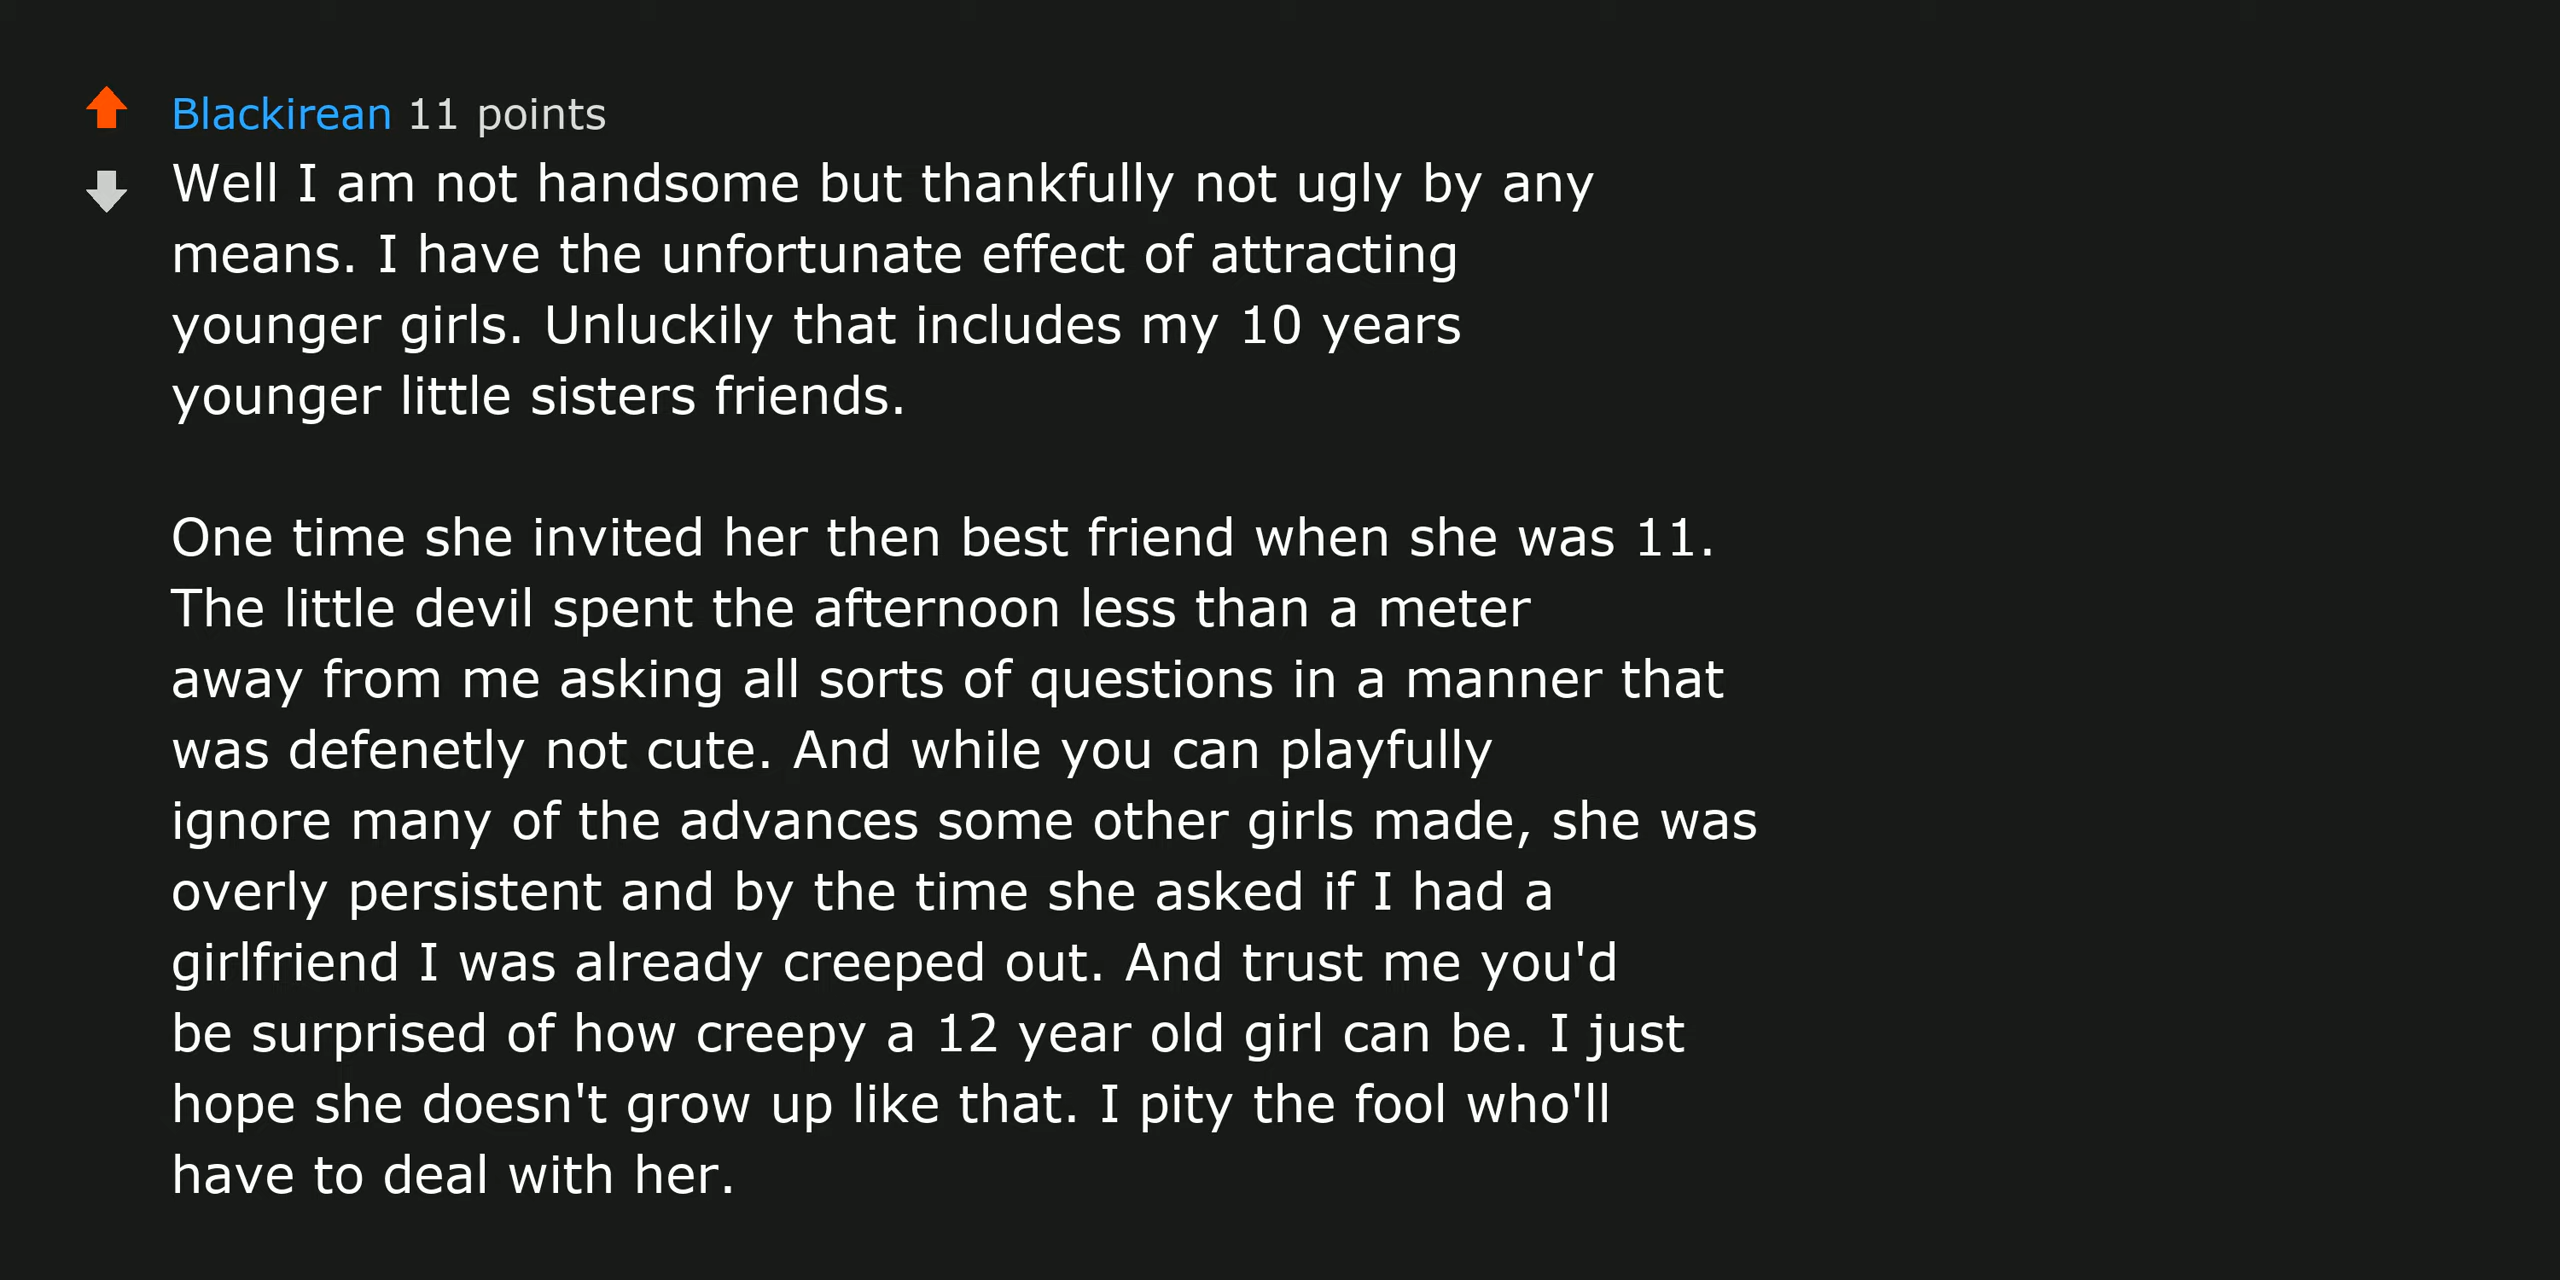 Blackirean 11 points
Well I am not handsome but thankfully not ugly by any
means. I have the unfortunate effect of attracting
younger girls. Unluckily that includes my 10 years
younger little sisters friends.
One time she invited her then best friend when she was 11.
The little devil spent the afternoon less than a meter
away from me asking all sorts of questions in a manner that
was defenetly not cute. And while you can playfully
ignore many of the advances some other girls made, she was
overly persistent and by the time she asked if I had a
girlfriend I was already creeped out. And trust me you'd
be surprised of how creepy a 12 year old girl can be. I just
hope she doesn't grow up like that. I pity the fool who'll
have to deal with her.